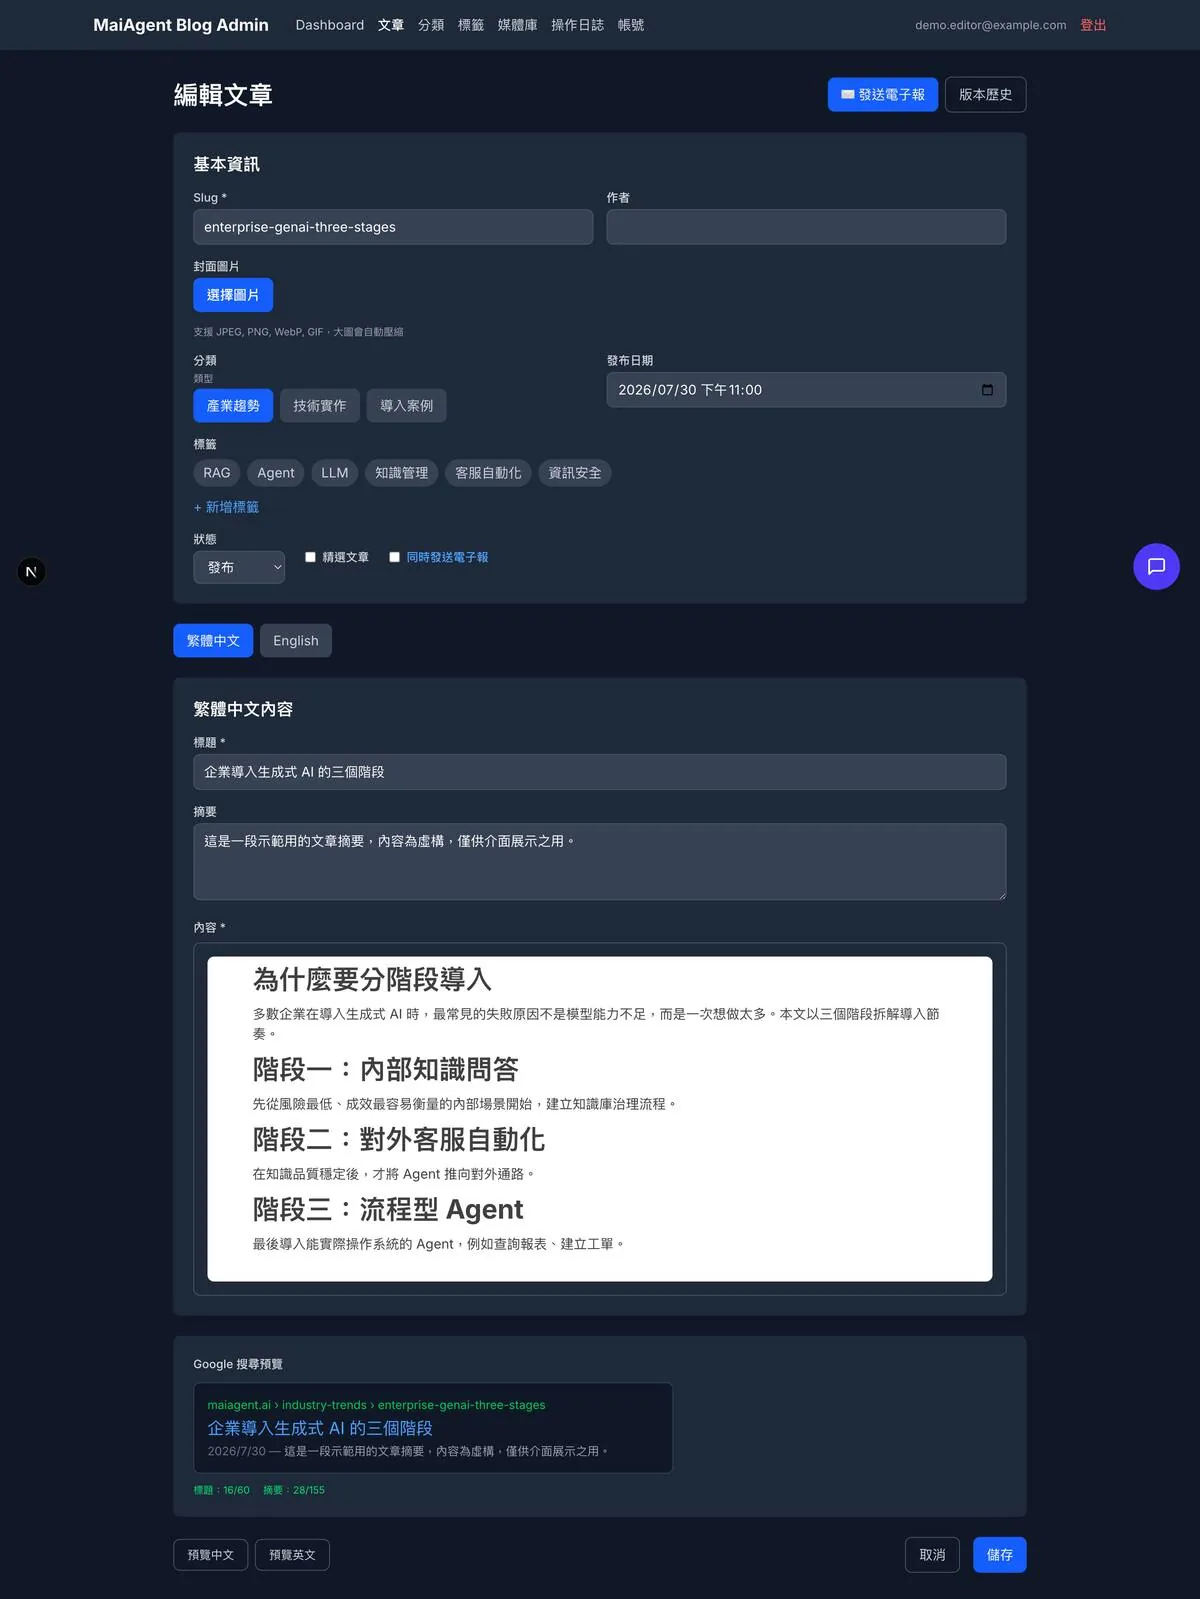 MaiAgent Blog Admin Dashboard 文章 分類 標籤 媒體庫 操作日誌 帳號 demo.editor@example.com 登出
編輯文章 ✉️ 發送電子報 版本歷史
基本資訊
Slug * 作者
enterprise-genai-three-stages
封面圖片
選擇圖片
支援 JPEG, PNG, WebP, GIF，大圖會自動壓縮
分類 發布日期
類型
產業趨勢 技術實作 導入案例 2026/07/30 下午11:00
標籤
RAG Agent LLM 知識管理 客服自動化 資訊安全
+ 新增標籤
狀態
發布 精選文章 同時發送電子報
N
繁體中文 English
繁體中文內容
標題 *
企業導入生成式 AI 的三個階段
摘要
這是一段示範用的文章摘要，內容為虛構，僅供介面展示之用。
內容 *
為什麼要分階段導入
多數企業在導入生成式 AI 時，最常見的失敗原因不是模型能力不足，而是一次想做太多。本文以三個階段拆解導入節
奏。
階段一：內部知識問答
先從風險最低、成效最容易衡量的內部場景開始，建立知識庫治理流程。
階段二：對外客服自動化
在知識品質穩定後，才將 Agent 推向對外通路。
階段三：流程型 Agent
最後導入能實際操作系統的 Agent，例如查詢報表、建立工單。
Google 搜尋預覽
maiagent.ai › industry-trends › enterprise-genai-three-stages
企業導入生成式 AI 的三個階段
2026/7/30 — 這是一段示範用的文章摘要，內容為虛構，僅供介面展示之用。
標題：16/60 摘要：28/155
預覽中文 預覽英文 取消 儲存